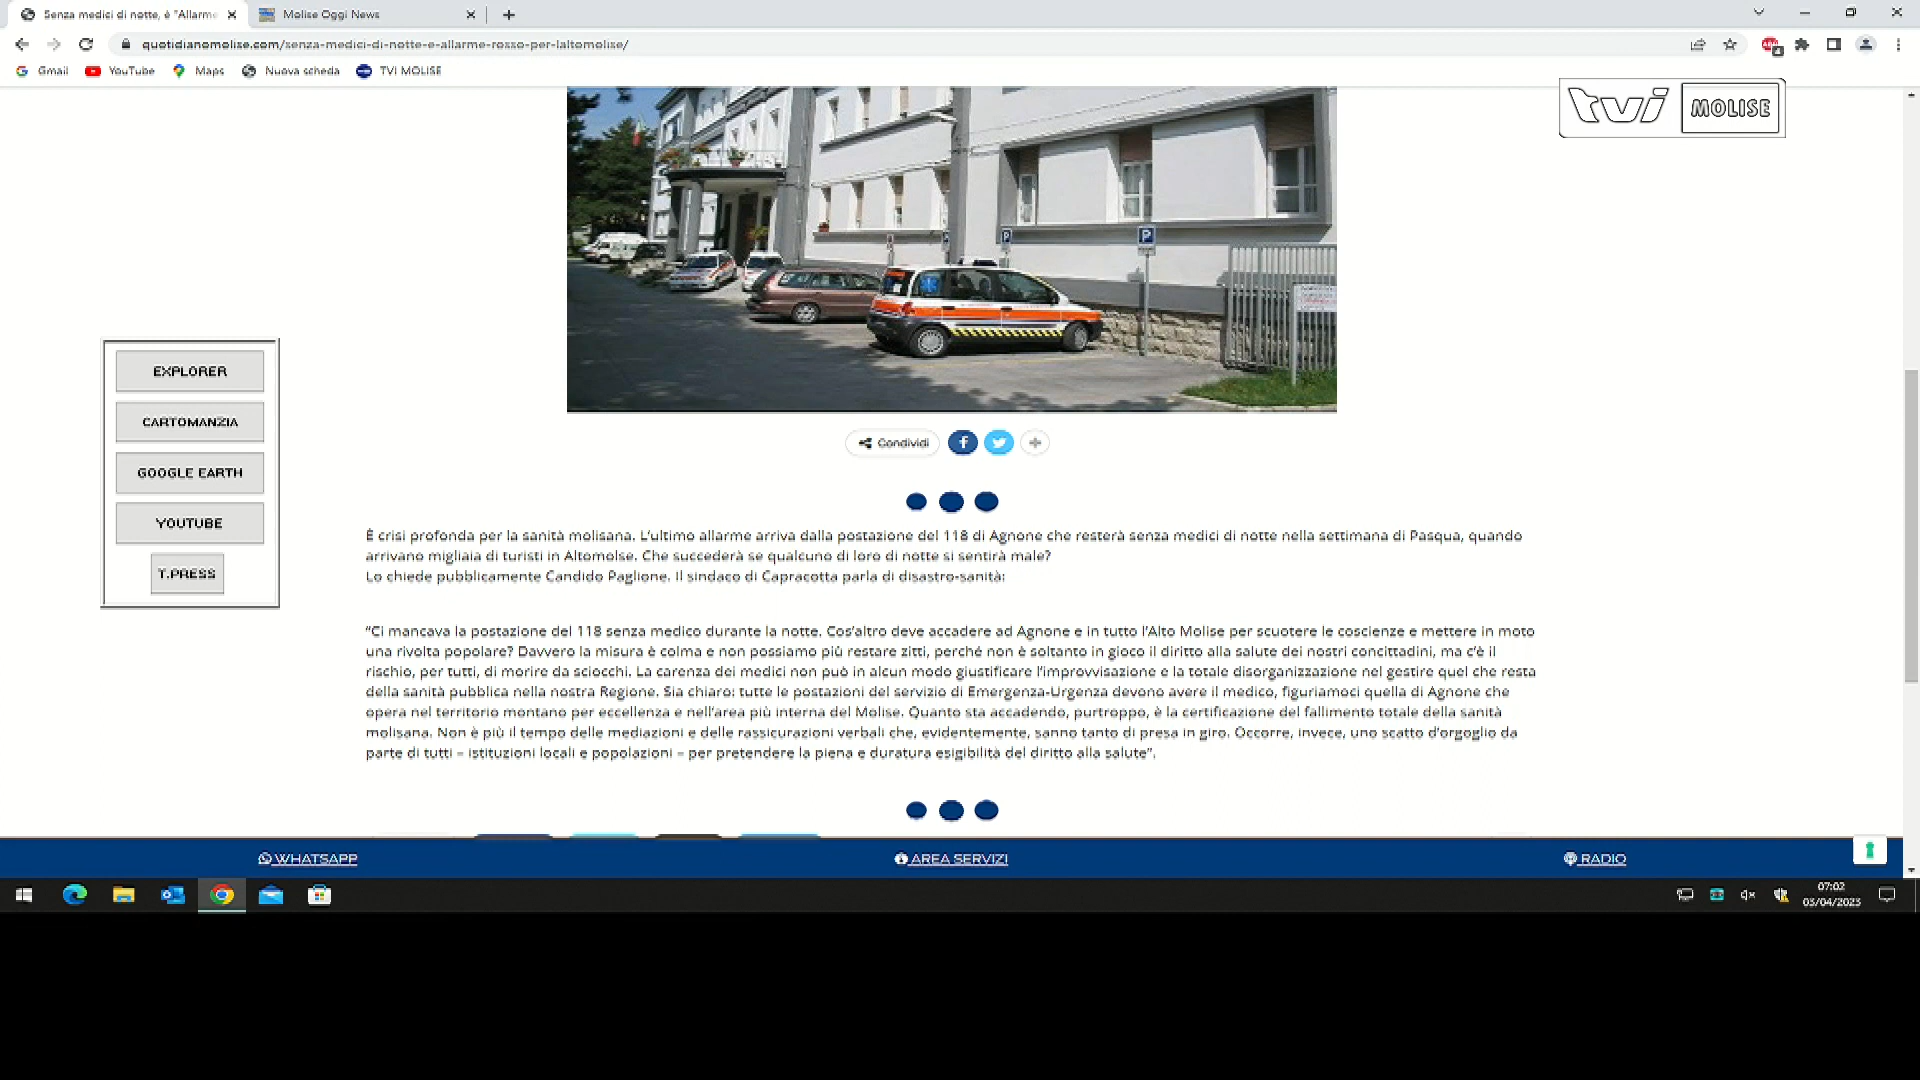 Senza medici di notte, è "Allarme
Molise Oggi News
quotidianomolise.com/senza-medici-di-notte-e-allarme-rosso-per-laltomolise/
Gmail YouTube Maps Nuova scheda TVI MOLISE
tvi MOLISE
EXPLORER
CARTOMANZIA
GOOGLE EARTH
YOUTUBE
T.PRESS
P
P
Condividi
È crisi profonda per la sanità molisana. L'ultimo allarme arriva dalla postazione del 118 di Agnone che resterà senza medici di notte nella settimana di Pasqua, quando
arrivano migliaia di turisti in Altomolse. Che succederà se qualcuno di loro di notte si sentirà male?
Lo chiede pubblicamente Candido Paglione. Il sindaco di Capracotta parla di disastro-sanità:
"Ci mancava la postazione del 118 senza medico durante la notte. Cos'altro deve accadere ad Agnone e in tutto l'Alto Molise per scuotere le coscienze e mettere in moto
una rivolta popolare? Davvero la misura è colma e non possiamo più restare zitti, perché non è soltanto in gioco il diritto alla salute dei nostri concittadini, ma c'è il
rischio, per tutti, di morire da sciocchi. La carenza dei medici non può in alcun modo giustificare l'improvvisazione e la totale disorganizzazione nel gestire quel che resta
della sanità pubblica nella nostra Regione. Sia chiaro: tutte le postazioni del servizio di Emergenza-Urgenza devono avere il medico, figuriamoci quella di Agnone che
opera nel territorio montano per eccellenza e nell'area più interna del Molise. Quanto sta accadendo, purtroppo, è la certificazione del fallimento totale della sanità
molisana. Non è più il tempo delle mediazioni e delle rassicurazioni verbali che, evidentemente, sanno tanto di presa in giro. Occorre, invece, uno scatto d'orgoglio da
parte di tutti – istituzioni locali e popolazioni – per pretendere la piena e duratura esigibilità del diritto alla salute".
WHATSAPP AREA SERVIZI RADIO
07:02
03/04/2023